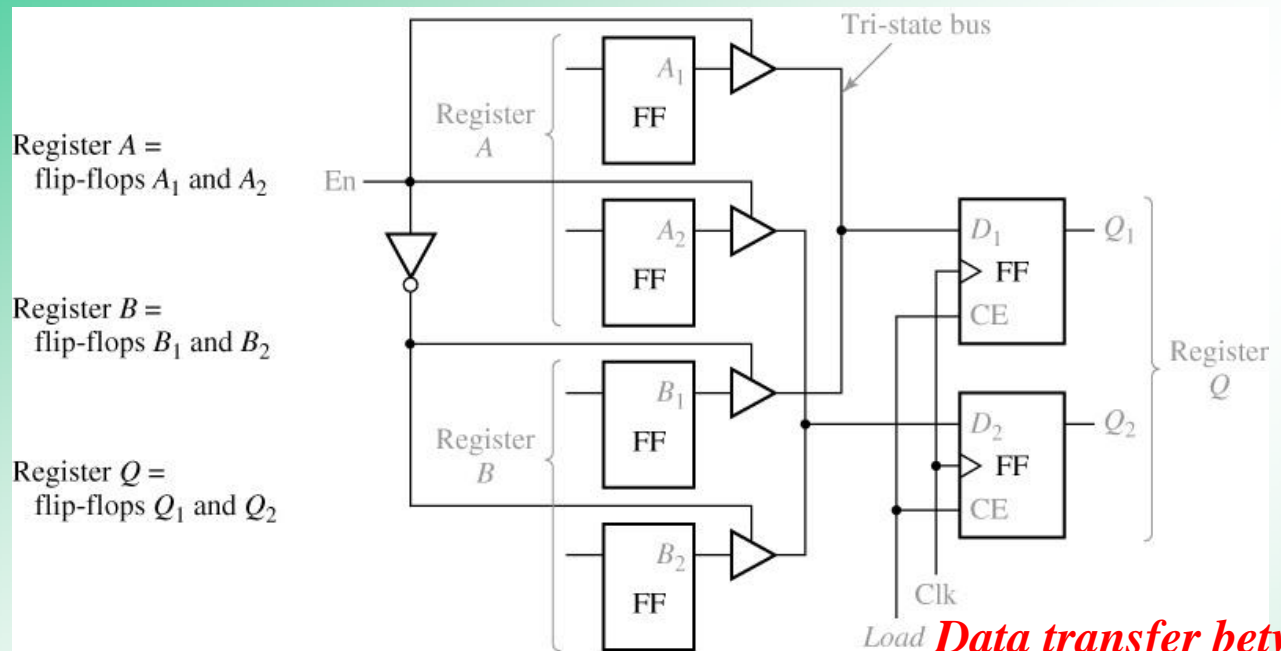 Tri-state bus
Register A =
flip-flops A₁ and A₂
Register B =
flip-flops B₁ and B₂
Register Q =
flip-flops Q₁ and Q₂
En
Register
A
A₁
FF
A₂
FF
Register
B
B₁
FF
B₂
FF
D₁
FF
CE
Q₁
D₂
FF
CE
Q₂
Register
Q
Clk
Load
Data transfer